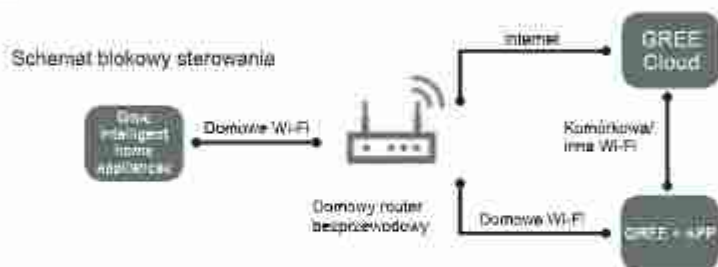 Internet
GREE
Cloud
Schemat blokowy sterowania
Gree
intelligent
home
appliances
Domowe Wi-Fi
Komórkowa/
inna Wi-Fi
Domowy router
bezprzewodowy
Domowe Wi-Fi
GREE + APP